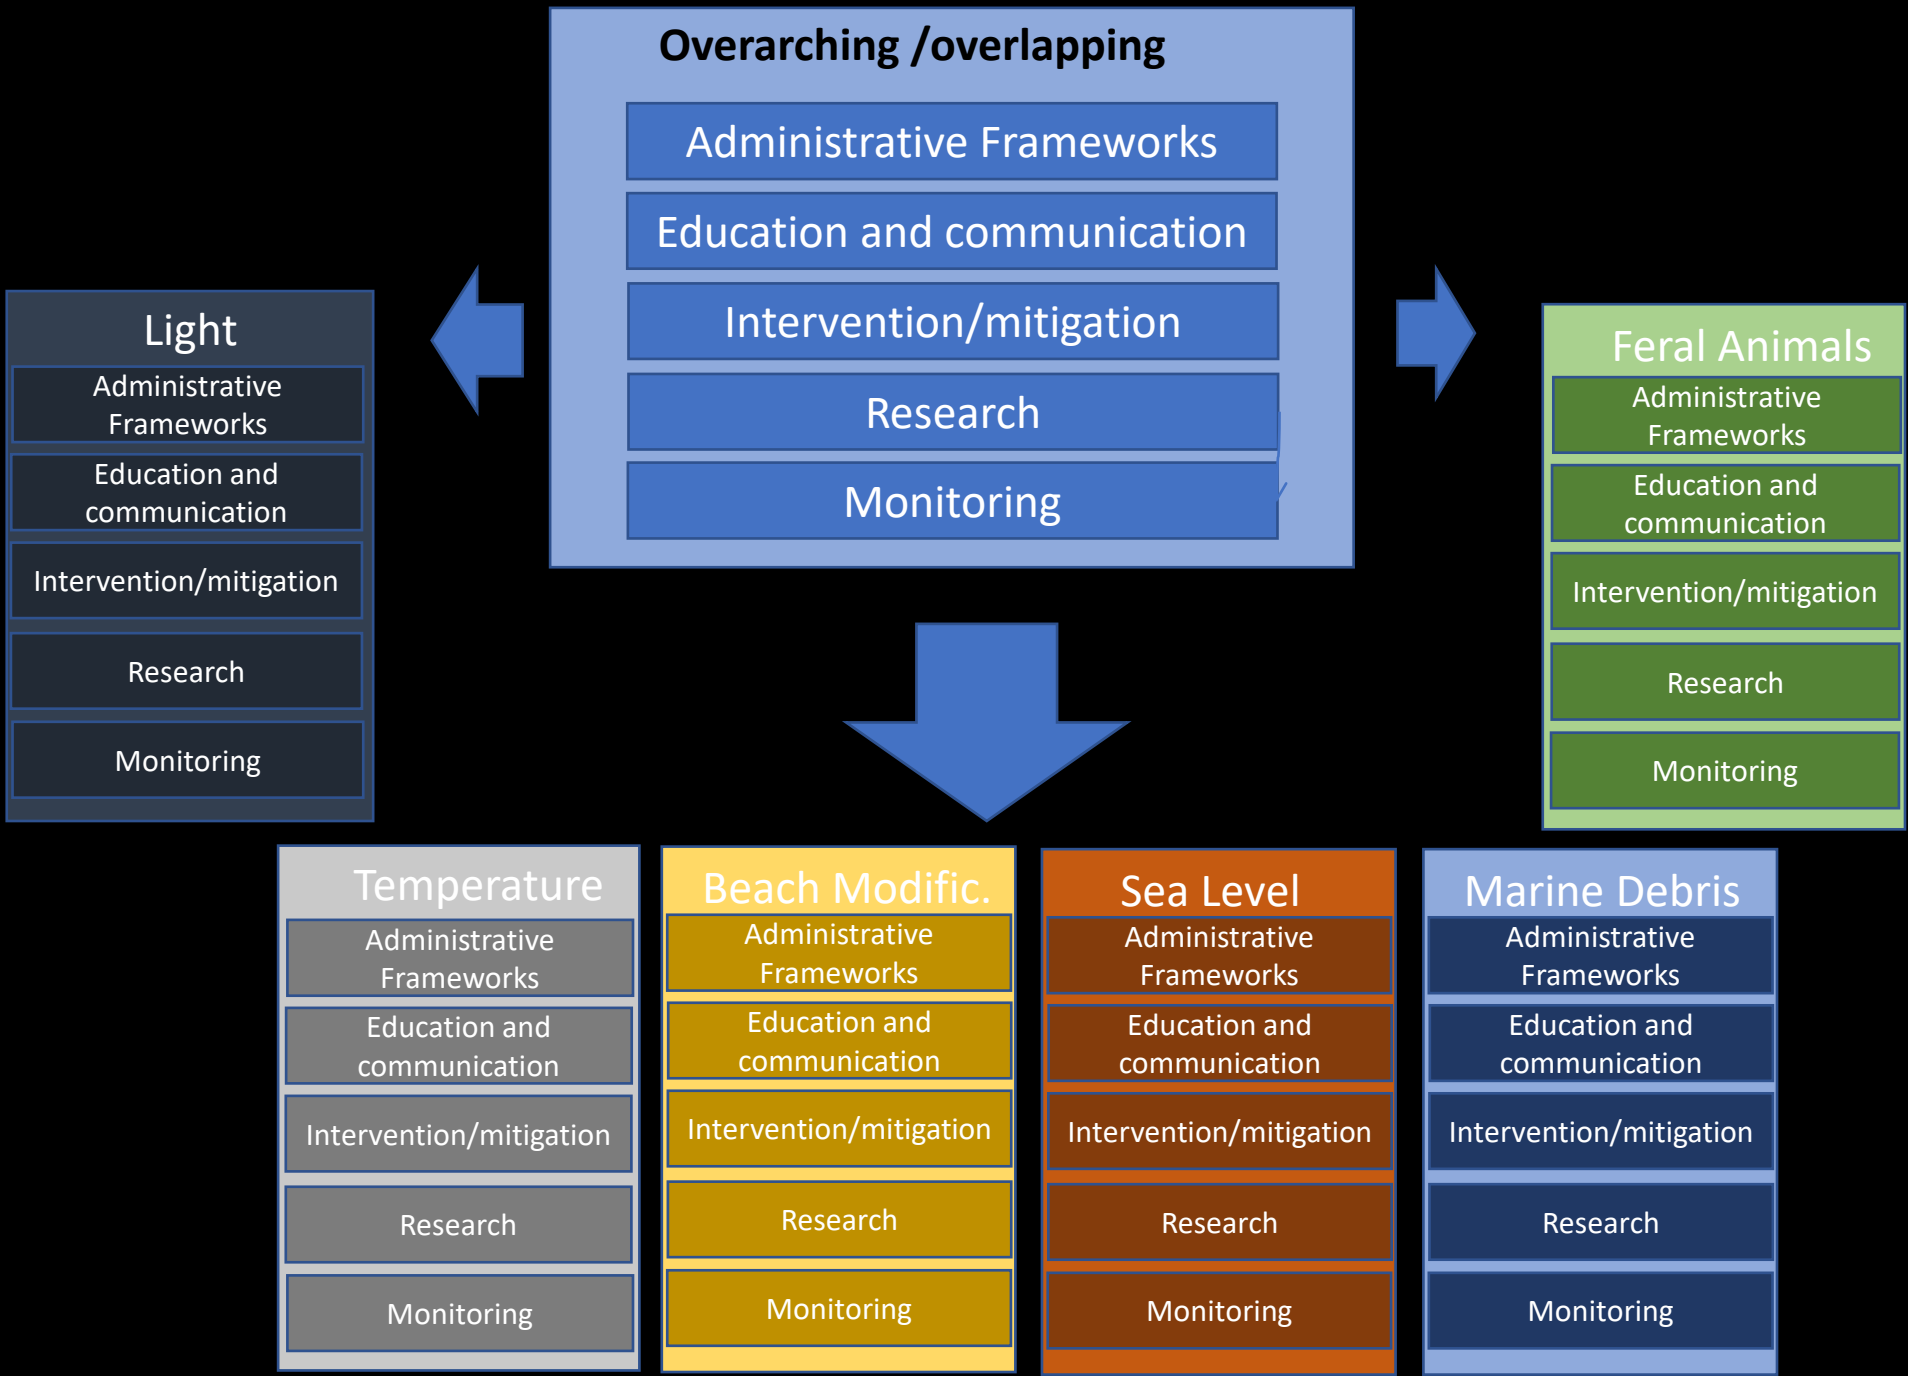 Overarching /overlapping
Administrative Frameworks
Education and communication
Intervention/mitigation
Research
Monitoring
Light
Administrative
Frameworks
Education and
communication
Intervention/mitigation
Research
Monitoring
Feral Animals
Administrative
Frameworks
Education and
communication
Intervention/mitigation
Research
Monitoring
Temperature
Administrative
Frameworks
Education and
communication
Intervention/mitigation
Research
Monitoring
Beach Modific.
Administrative
Frameworks
Education and
communication
Intervention/mitigation
Research
Monitoring
Sea Level
Administrative
Frameworks
Education and
communication
Intervention/mitigation
Research
Monitoring
Marine Debris
Administrative
Frameworks
Education and
communication
Intervention/mitigation
Research
Monitoring